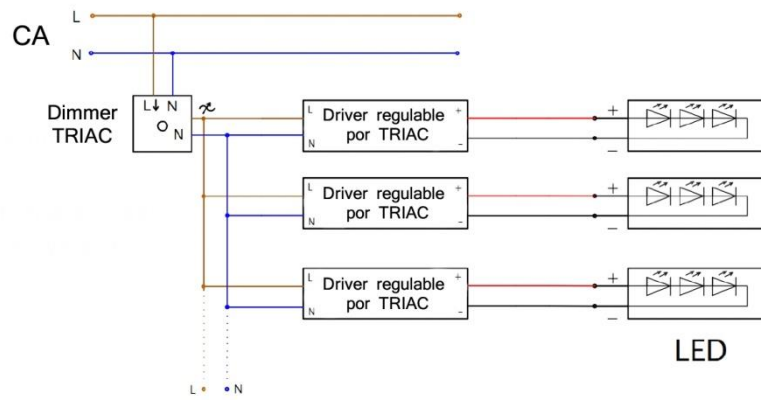 L
CA
N
Dimmer
TRIAC
L N
N
L
N
Driver regulable
por TRIAC
+
-
+
-
L
N
Driver regulable
por TRIAC
+
-
+
-
L
N
Driver regulable
por TRIAC
+
-
+
-
LED
L N